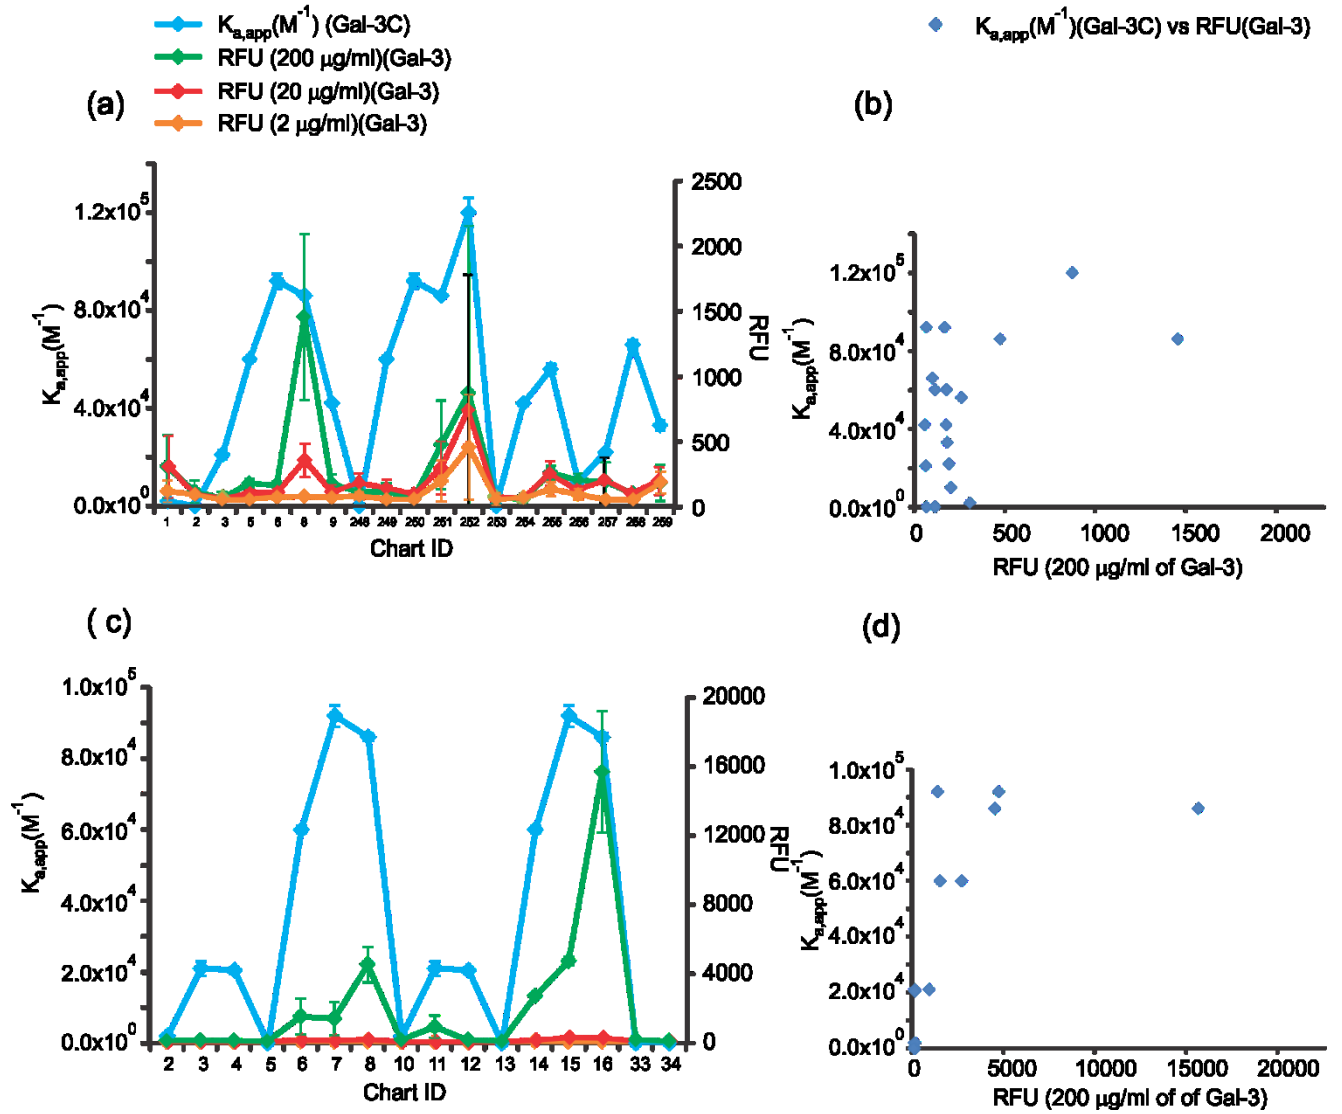 K_a,app(M⁻¹) (Gal-3C)
RFU (200 µg/ml)(Gal-3)
RFU (20 µg/ml)(Gal-3)
RFU (2 µg/ml)(Gal-3)
K_a,app(M⁻¹)(Gal-3C) vs RFU(Gal-3)
(a)
K_a,app(M⁻¹)
1.2x10⁵
8.0x10⁴
4.0x10⁴
0.0x10⁰
2500
2000
1500
1000
500
0
RFU
1 2 3 5 6 8 9 248 249 250 251 252 253 254 255 256 257 258 259
Chart ID
(b)
K_a,app(M⁻¹)
1.2x10⁵
8.0x10⁴
4.0x10⁴
0.0x10⁰
0 500 1000 1500 2000
RFU (200 µg/ml of Gal-3)
( c)
K_a,app(M⁻¹)
1.0x10⁵
8.0x10⁴
6.0x10⁴
4.0x10⁴
2.0x10⁴
0.0x10⁰
20000
16000
12000
8000
4000
0
RFU
2 3 4 5 6 7 8 10 11 12 13 14 15 16 33 34
Chart ID
(d)
K_a,app(M⁻¹)
1.0x10⁵
8.0x10⁴
6.0x10⁴
4.0x10⁴
2.0x10⁴
0.0x10⁰
0 5000 10000 15000 20000
RFU (200 µg/ml of of Gal-3)